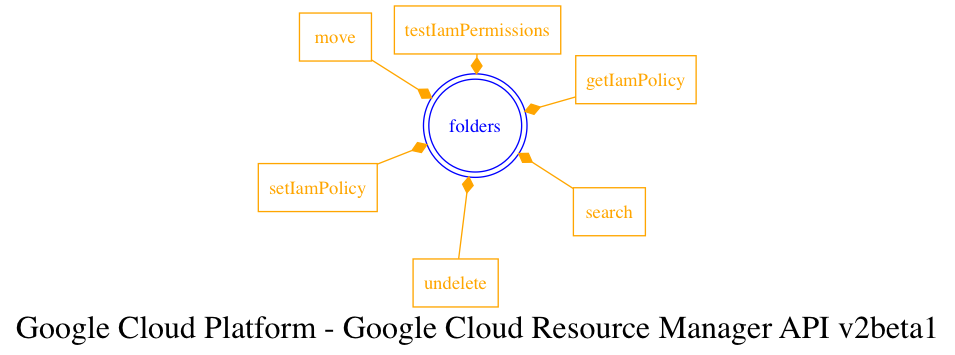 testIamPermissions
move
getIamPolicy
folders
setIamPolicy
search
undelete
Google Cloud Platform - Google Cloud Resource Manager API v2beta1